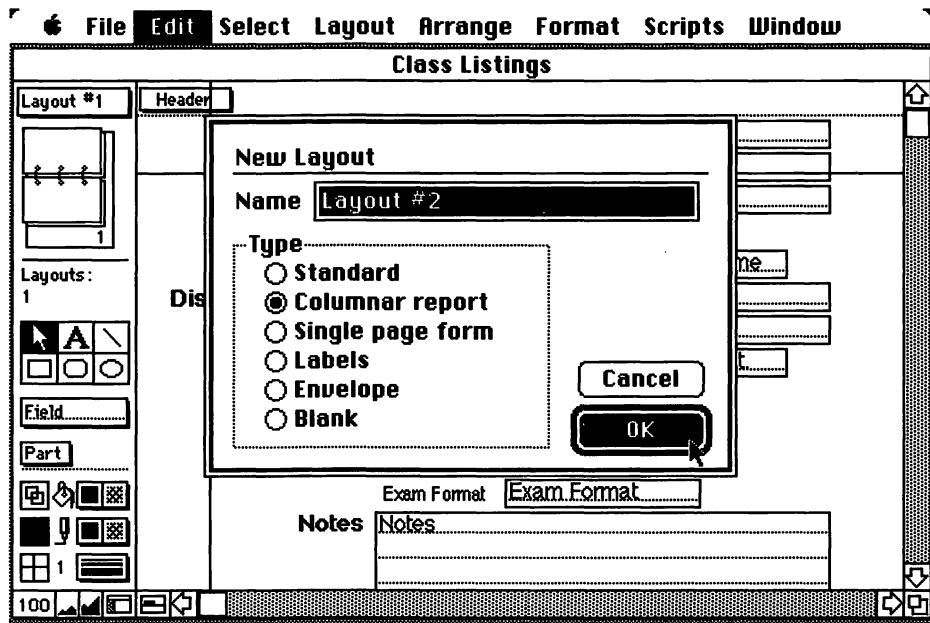 File Edit Select Layout Arrange Format Scripts Window
Class Listings
Layout #1
Header
1
Layouts:
1
Field
Part
1
100
Dis
New Layout
Name Layout #2
Type
Standard
Columnar report
Single page form
Labels
Envelope
Blank
Cancel
OK
Exam Format Exam Format
Notes Notes